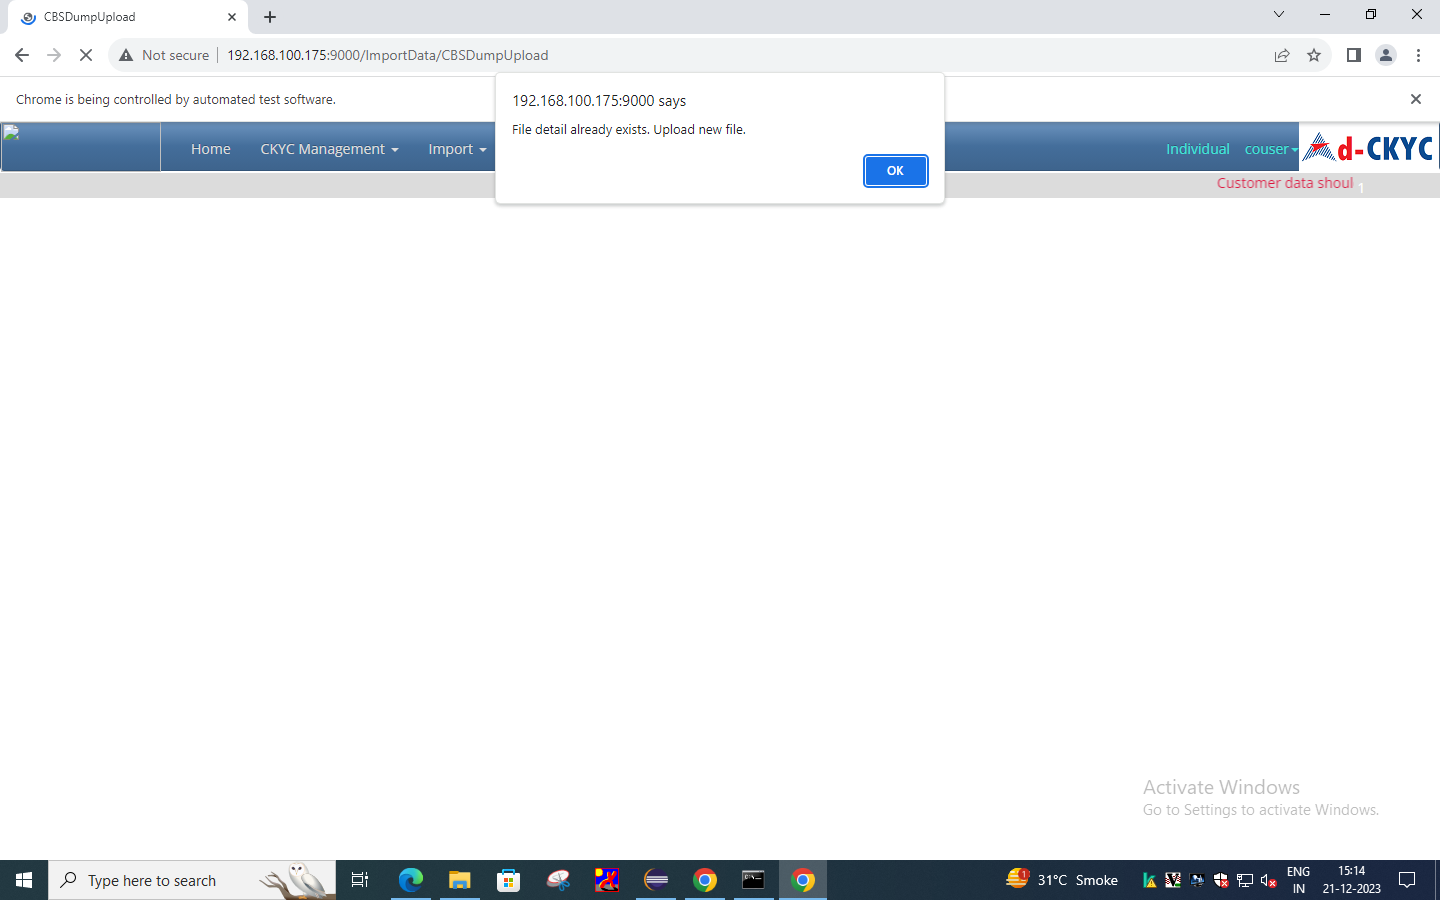 CBSDumpUpload
Not secure
192.168.100.175:9000/ImportData/CBSDumpUpload
Chrome is being controlled by automated test software.
192.168.100.175:9000 says
File detail already exists. Upload new file.
OK
Home
CKYC Management
Import
Individual
couser
d-CKYC
Customer data shoul
1
Activate Windows
Go to Settings to activate Windows.
Type here to search
1
31°C Smoke
ENG
IN
15:14
21-12-2023